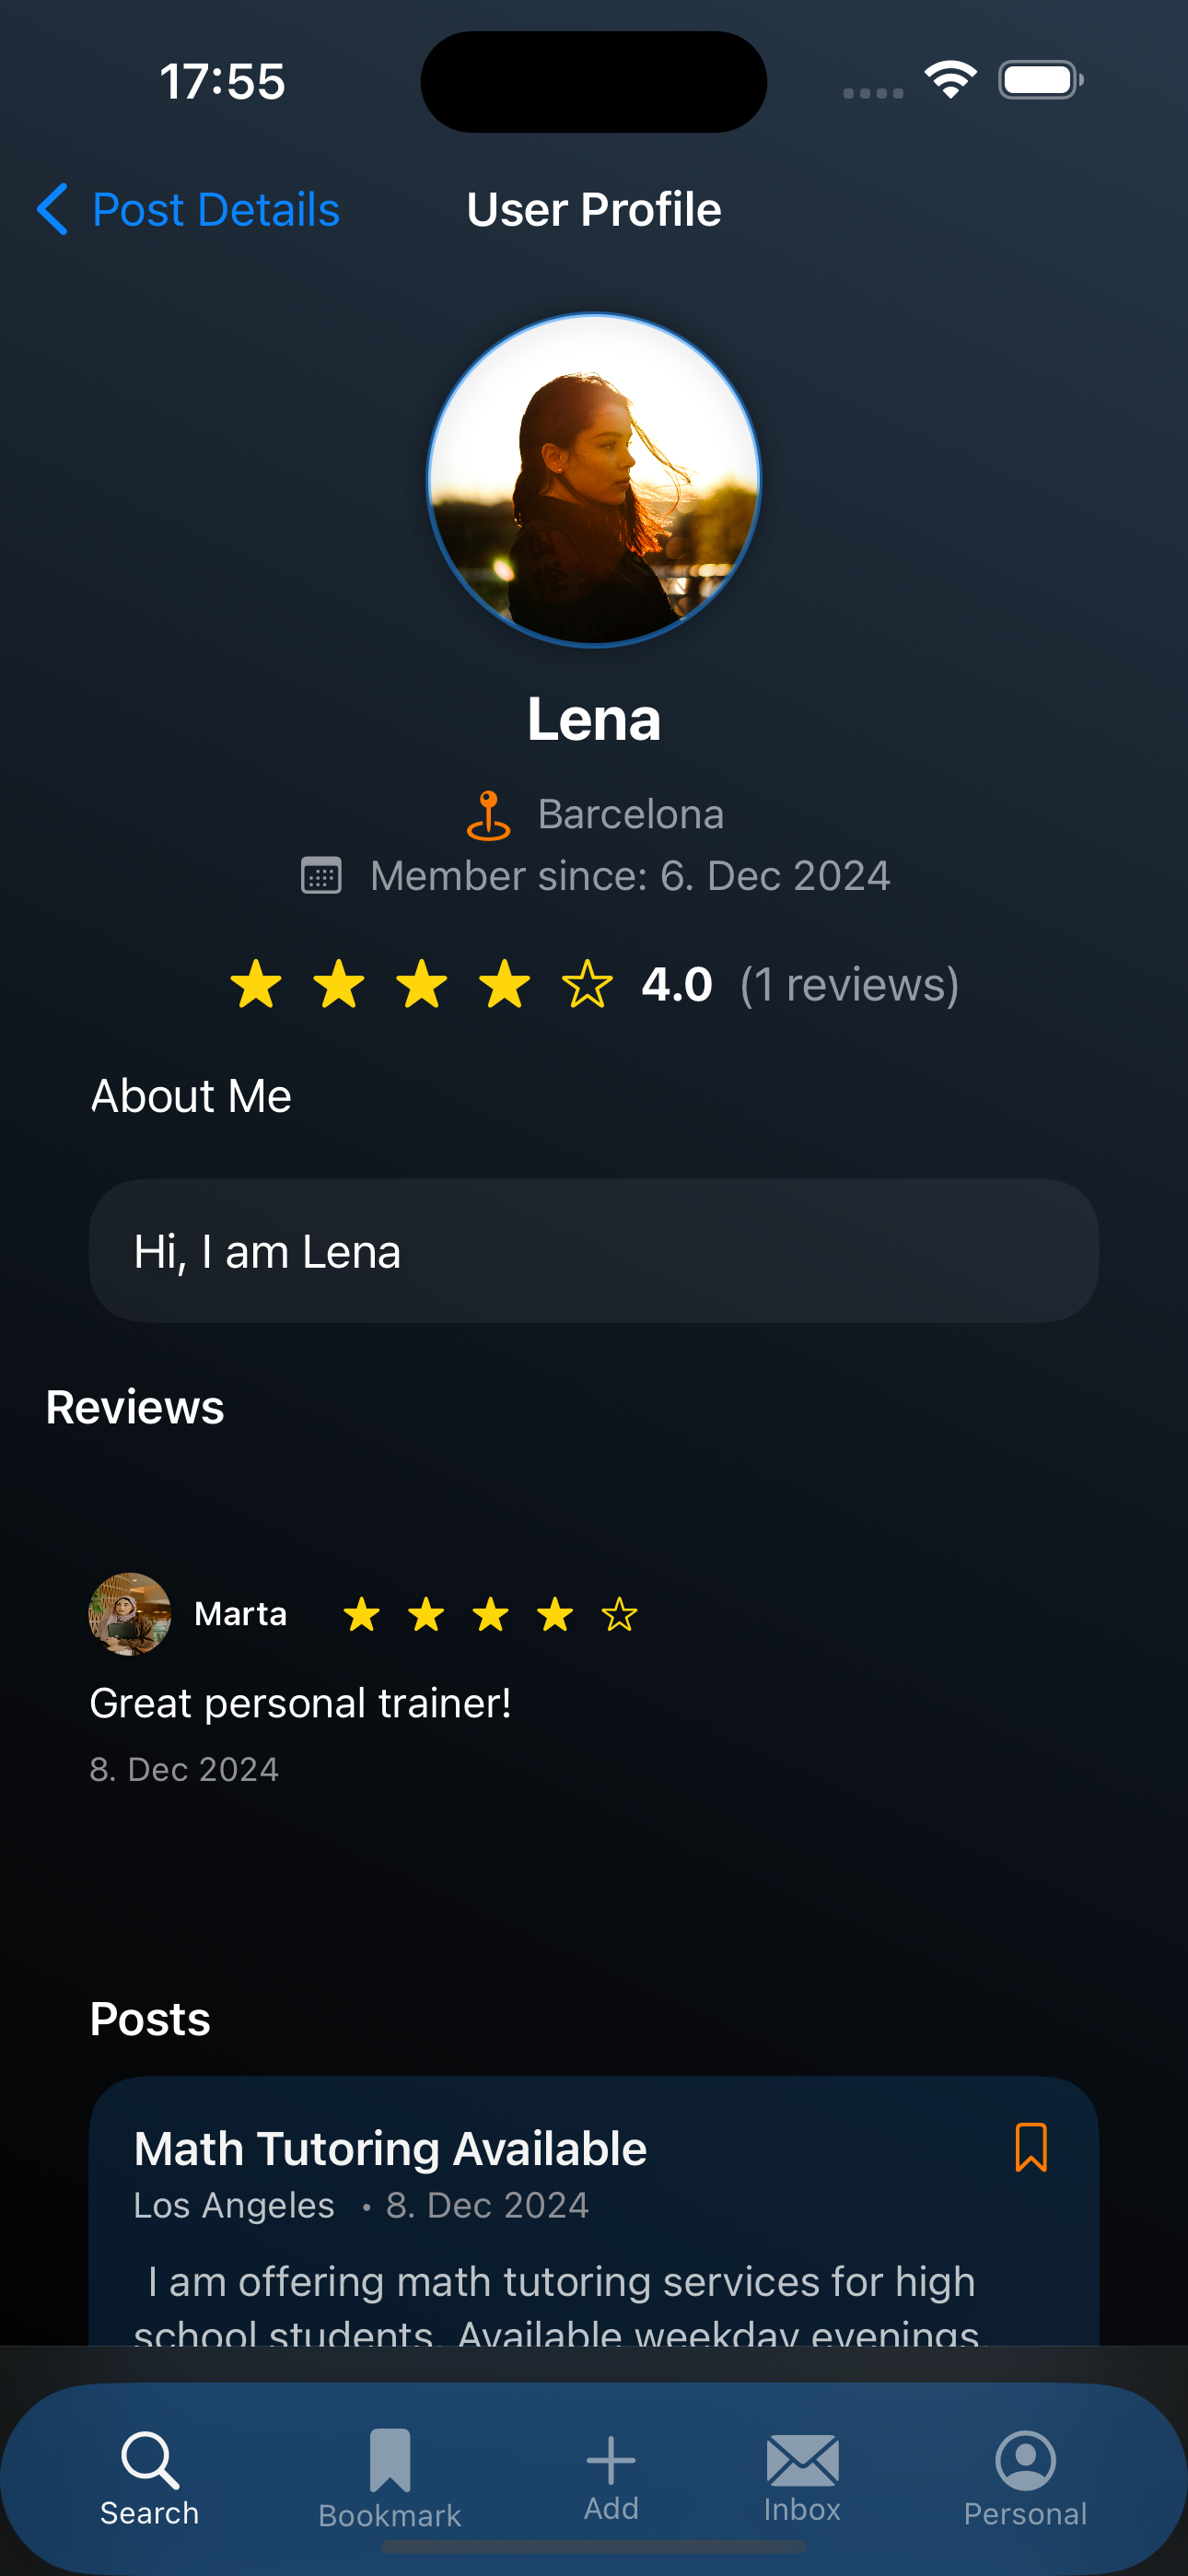 17:55
Post Details
User Profile
Lena
Barcelona
Member since: 6. Dec 2024
4.0 (1 reviews)
About Me
Hi, I am Lena
Reviews
Marta
Great personal trainer!
8. Dec 2024
Posts
Math Tutoring Available
Los Angeles • 8. Dec 2024
I am offering math tutoring services for high
school students. Available weekday evenings.
Search
Bookmark
Add
Inbox
Personal